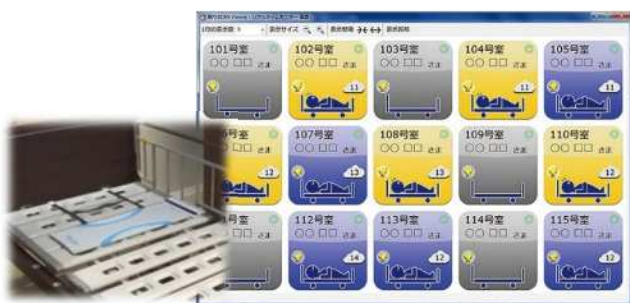 101号室 102号室 103号室 104号室 105号室
○○ □□ さま ○○ □□ さま ○○ □□ さま ○○ □□ さま ○○ □□ さま
11 11 11
号室 107号室 108号室 109号室 110号室
○○ □□ さま ○○ □□ さま ○○ □□ さま ○○ □□ さま
12 13 13 12
号室 112号室 113号室 114号室 115号室
さま ○○ □□ さま ○○ □□ さま ○○ □□ さま ○○ □□ さま
14 12 12